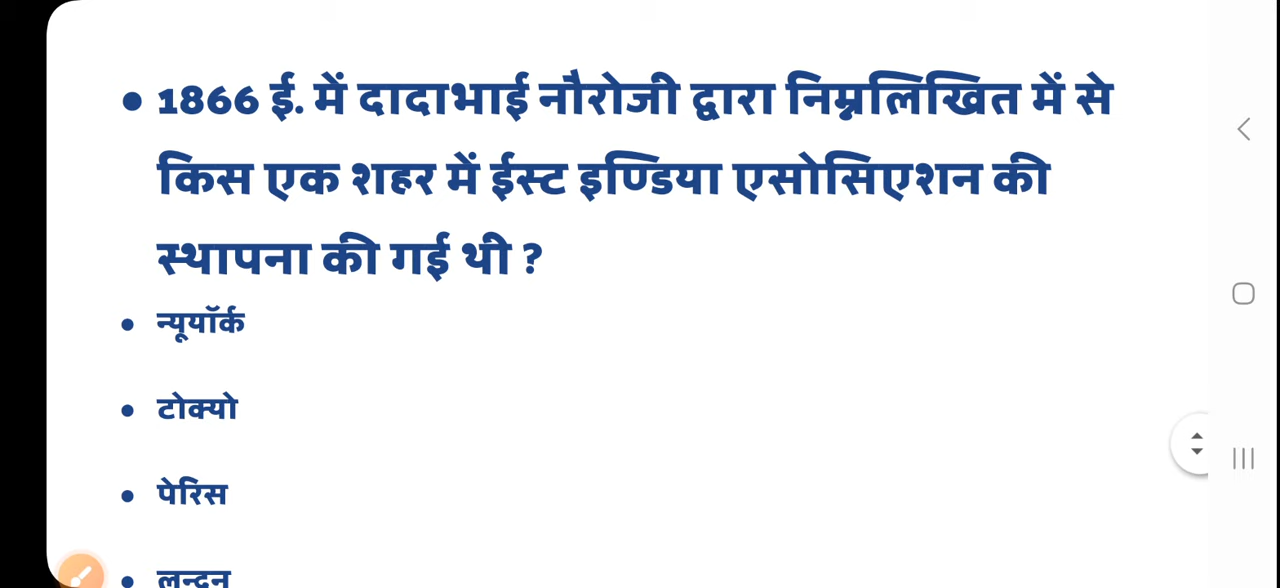 • 1866 ई. में दादाभाई नौरोजी द्वारा निम्नलिखित में से
किस एक शहर में ईस्ट इण्डिया एसोसिएशन की
स्थापना की गई थी ?
• न्यूयॉर्क
• टोक्यो
• पेरिस
• लन्दन